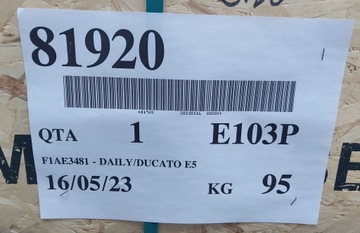 81920
QTA 1 E103P
F1AE3481 - DAILY/DUCATO E5
16/05/23 KG 95